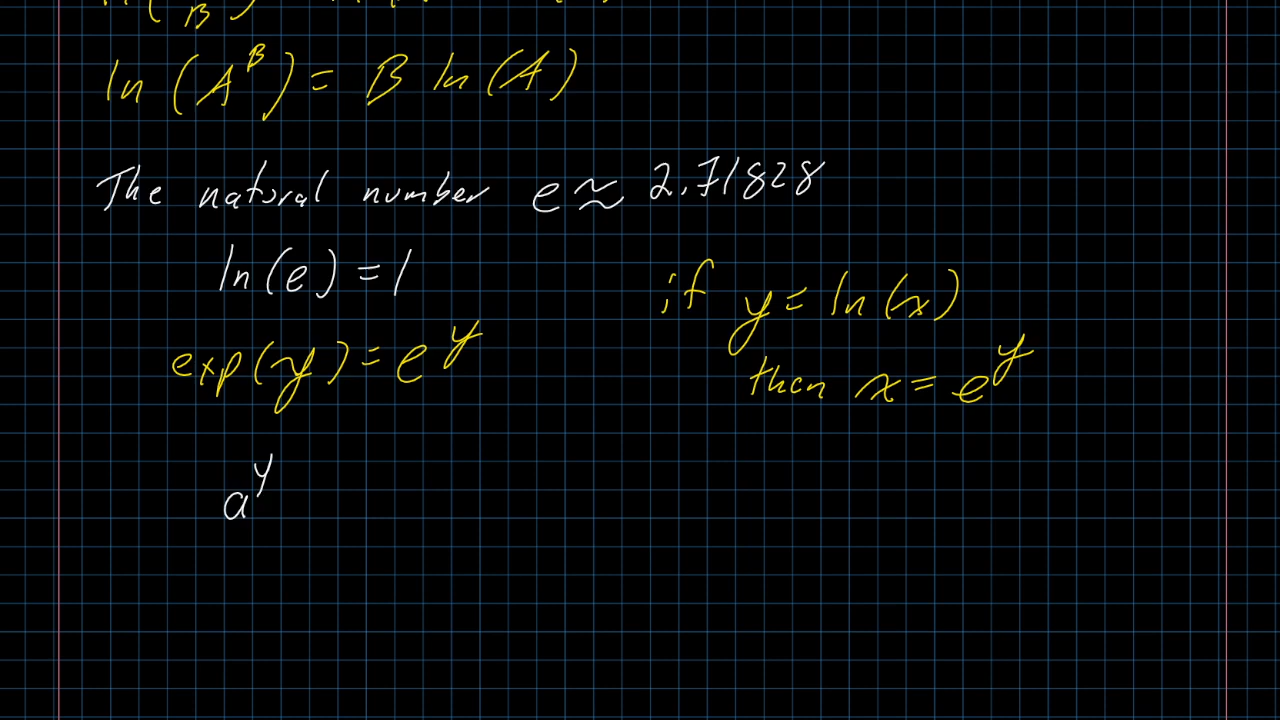 ln(A^B) = B ln(A)
The natural number e ≈ 2.71828
ln(e) = 1
if y = ln(x)
exp(y) = e^y
then x = e^y
a^y